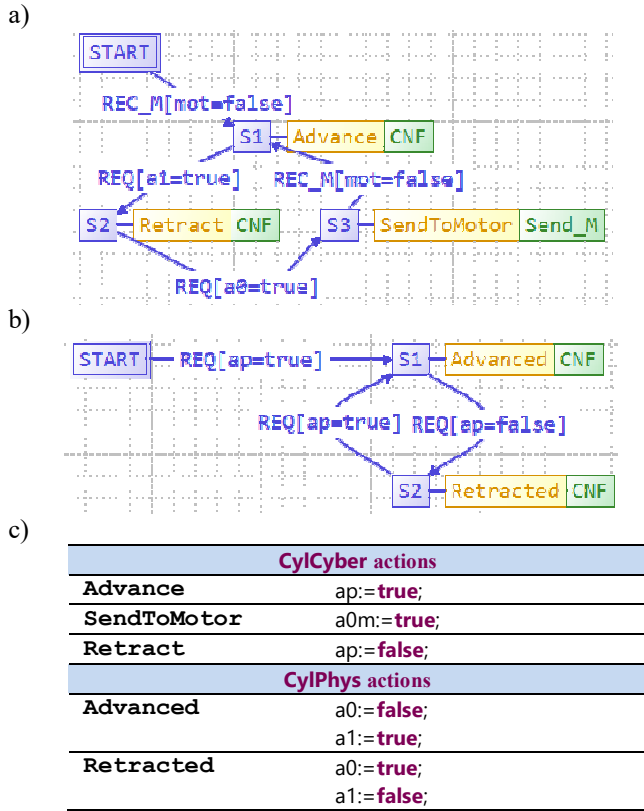 a)
START
REC_M[mot=false]
S1 Advance CNF
REQ[a1=true] REC_M[mot=false]
S2 Retract CNF S3 SendToMotor Send_M
REQ[a0=true]
b)
START REQ[ap=true] S1 Advanced CNF
REQ[ap=true] REQ[ap=false]
S2 Retracted CNF
c)
CylCyber actions
Advance ap:=true;
SendToMotor a0m:=true;
Retract ap:=false;
CylPhys actions
Advanced a0:=false;
a1:=true;
Retracted a0:=true;
a1:=false;